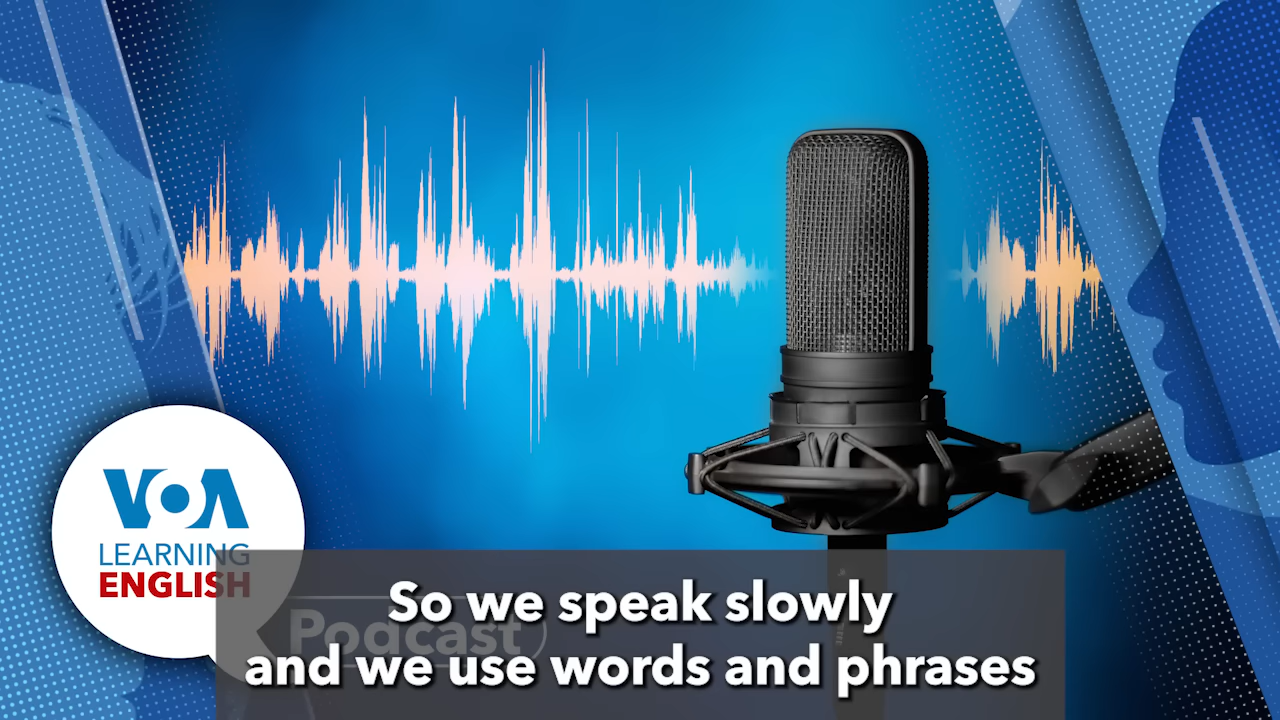 VOA
LEARNING
ENGLISH
Podcast
So we speak slowly
and we use words and phrases